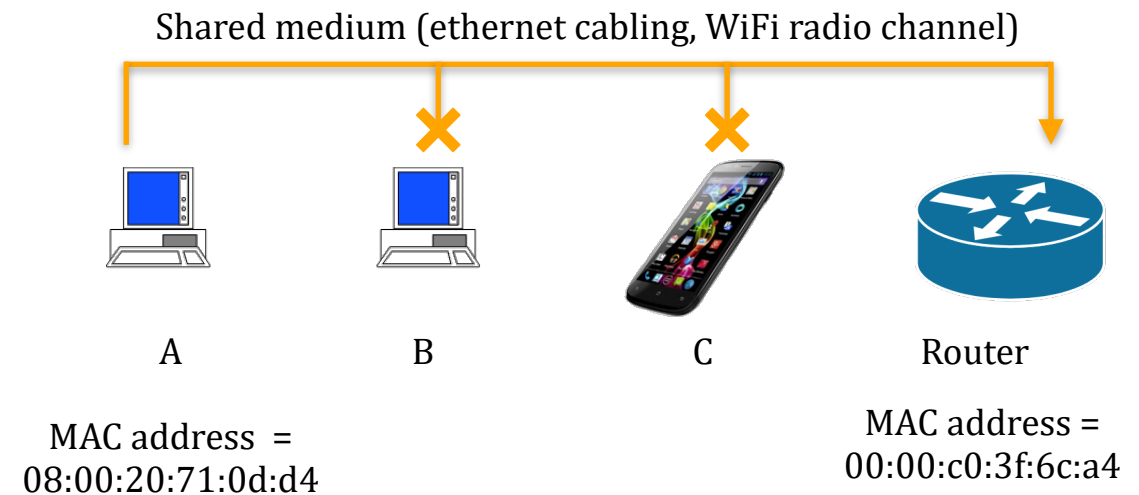 Shared medium (ethernet cabling, WiFi radio channel)
A
B
C
Router
MAC address =
08:00:20:71:0d:d4
MAC address =
00:00:c0:3f:6c:a4